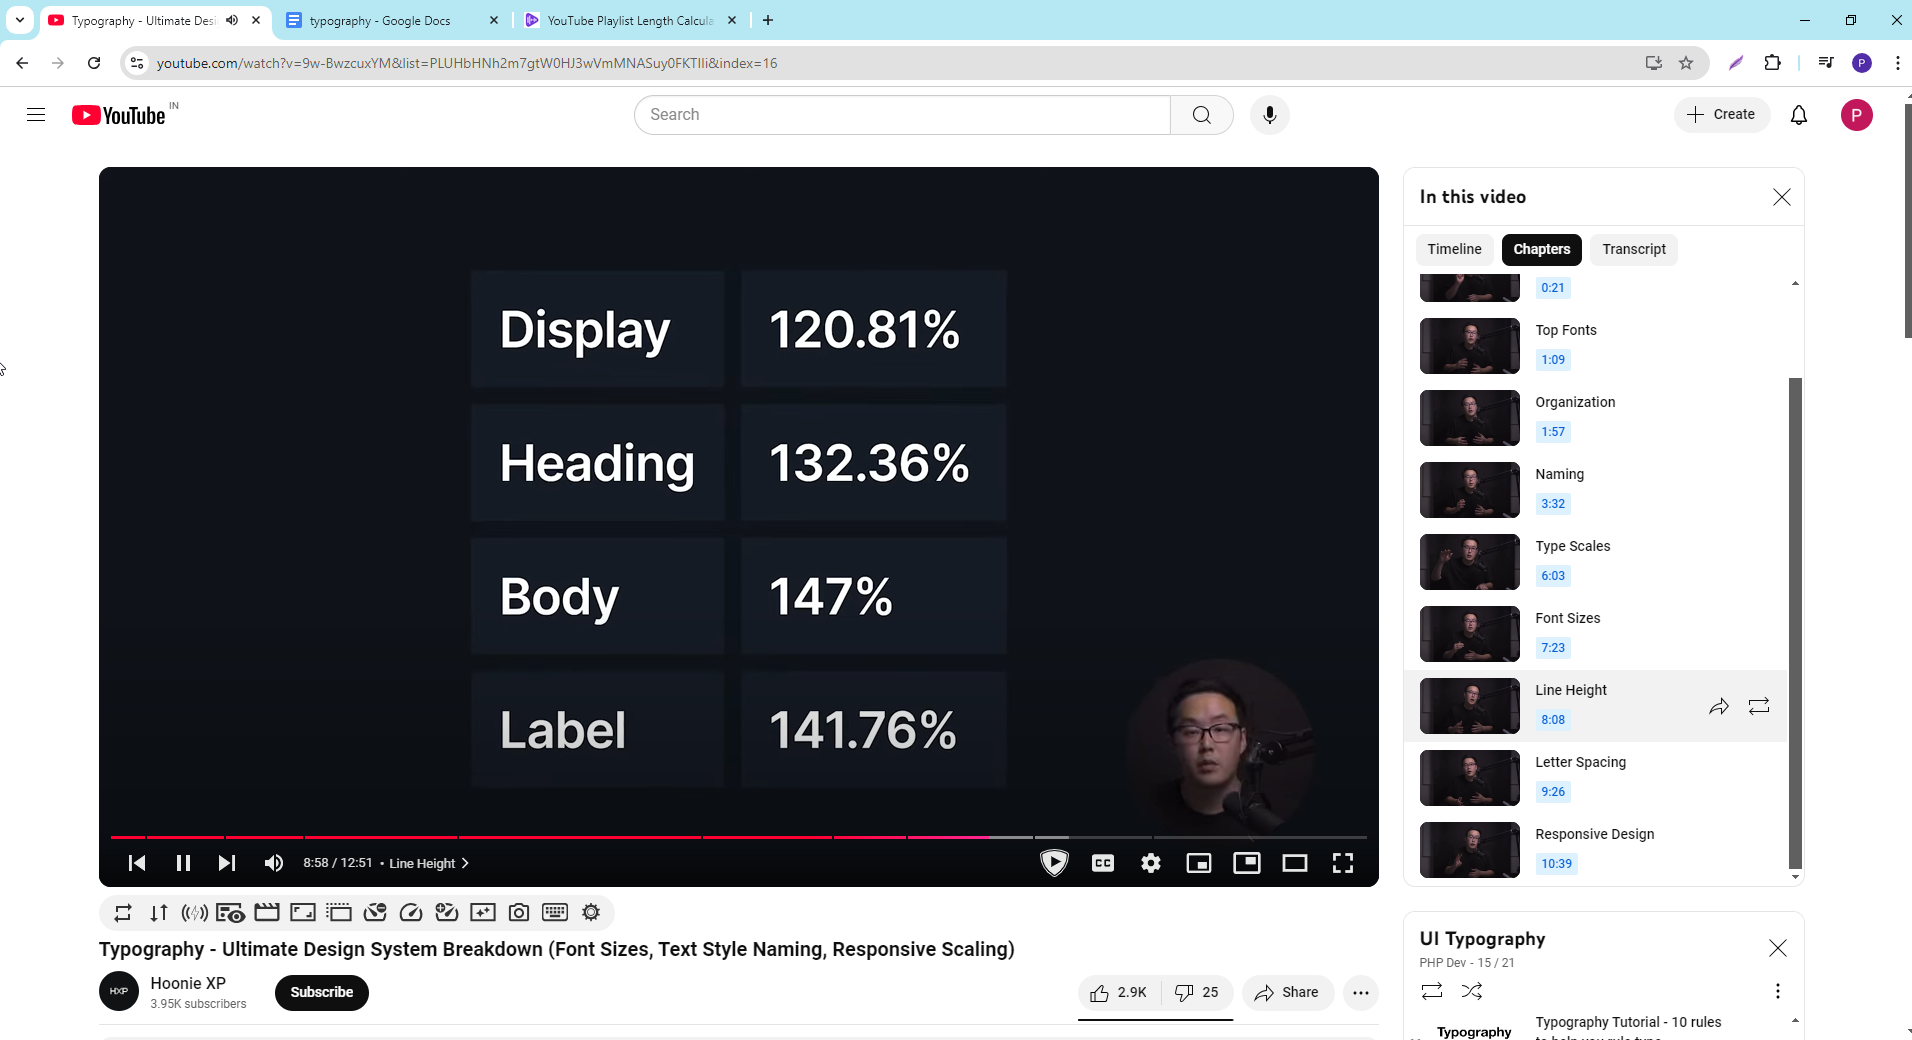 Typography - Ultimate Desi
typography - Google Docs
YouTube Playlist Length Calcula
youtube.com/watch?v=9w-BwzcuxYM&list=PLUHbHNh2m7gtW0HJ3wVmMNASuy0FKTIli&index=16
P
YouTube IN
Search
Create
P
Display 120.81%
Heading 132.36%
Body 147%
Label 141.76%
8:58 / 12:51 • Line Height
CC
In this video
Timeline Chapters Transcript
0:21
Top Fonts
1:09
Organization
1:57
Naming
3:32
Type Scales
6:03
Font Sizes
7:23
Line Height
8:08
Letter Spacing
9:26
Responsive Design
10:39
Typography - Ultimate Design System Breakdown (Font Sizes, Text Style Naming, Responsive Scaling)
HXP
Hoonie XP
3.95K subscribers
Subscribe
2.9K
25
Share
UI Typography
PHP Dev - 15 / 21
Typography
Typography Tutorial - 10 rules